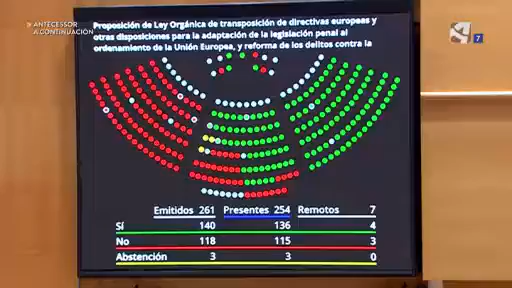 ANTECESSOR
A CONTINUACIÓN
Proposición de Ley Orgánica de transposición de directivas europeas y
otras disposiciones para la adaptación de la legislación penal al
ordenamiento de la Unión Europea, y reforma de los delitos contra la
7
Emitidos 261 Presentes 254 Remotos 7
Sí 140 136 4
No 118 115 3
Abstención 3 3 0